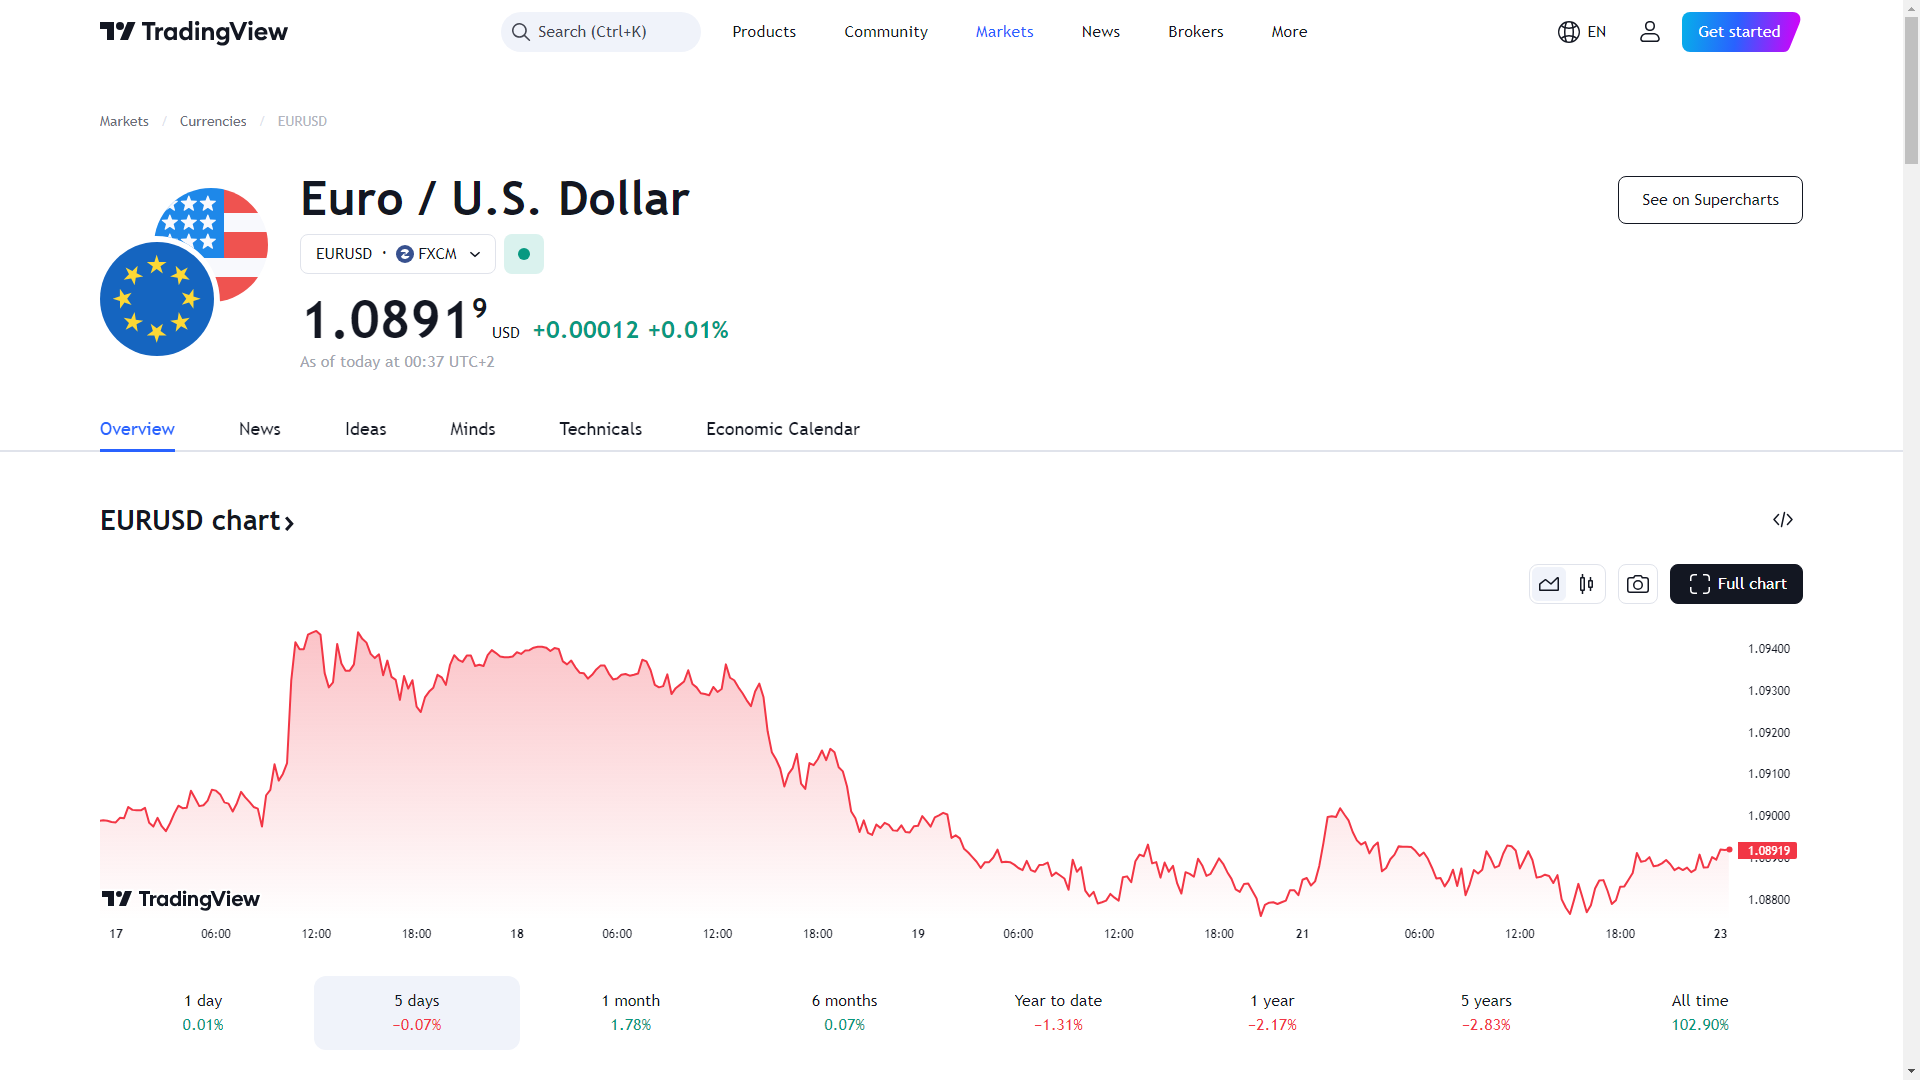 TradingView
Search (Ctrl+K)
Products
Community
Markets
News
Brokers
More
EN
Get started
Markets / Currencies / EURUSD
Euro / U.S. Dollar
See on Supercharts
EURUSD · FXCM
1.08919 USD +0.00012 +0.01%
As of today at 00:37 UTC+2
Overview
News
Ideas
Minds
Technicals
Economic Calendar
EURUSD chart
Full chart
1.09400
1.09300
1.09200
1.09100
1.09000
1.08919
1.08900
1.08800
TradingView
17 06:00 12:00 18:00 18 06:00 12:00 18:00 19 06:00 12:00 18:00 21 06:00 12:00 18:00 23
1 day
0.01%
5 days
−0.07%
1 month
1.78%
6 months
0.07%
Year to date
−1.31%
1 year
−2.17%
5 years
−2.83%
All time
102.90%